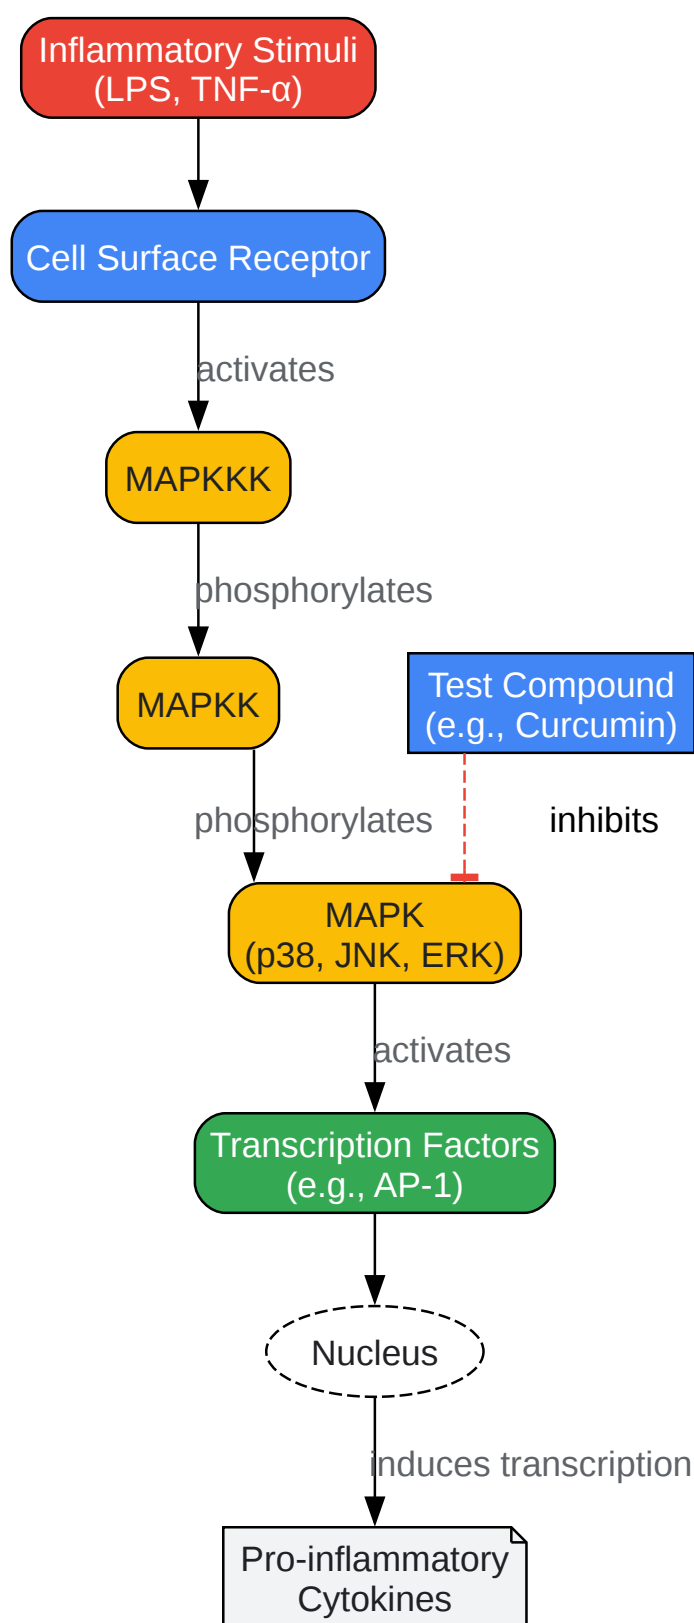 Inflammatory Stimuli
(LPS, TNF-α)
Cell Surface Receptor
activates
MAPKKK
phosphorylates
MAPKK
Test Compound
(e.g., Curcumin)
phosphorylates
inhibits
MAPK
(p38, JNK, ERK)
activates
Transcription Factors
(e.g., AP-1)
Nucleus
induces transcription
Pro-inflammatory
Cytokines